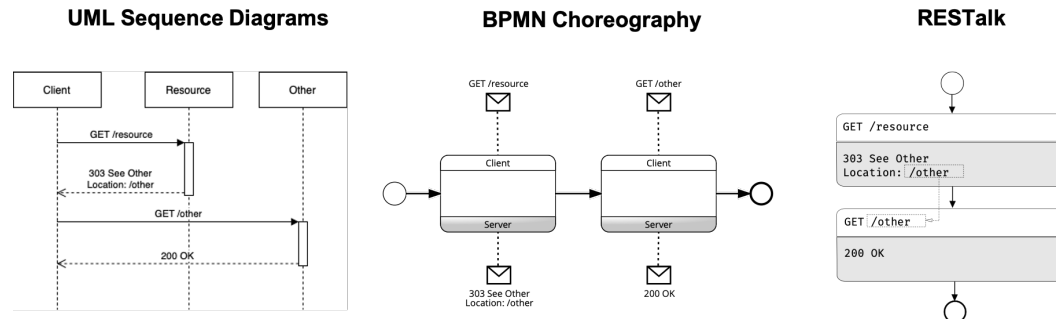 UML Sequence Diagrams
BPMN Choreography
RESTalk
Client
Resource
Other
GET /resource
303 See Other
Location: /other
GET /other
200 OK
GET /resource
GET /other
Client
Client
Server
Server
303 See Other
Location: /other
200 OK
GET /resource
303 See Other
Location: /other
GET /other
200 OK